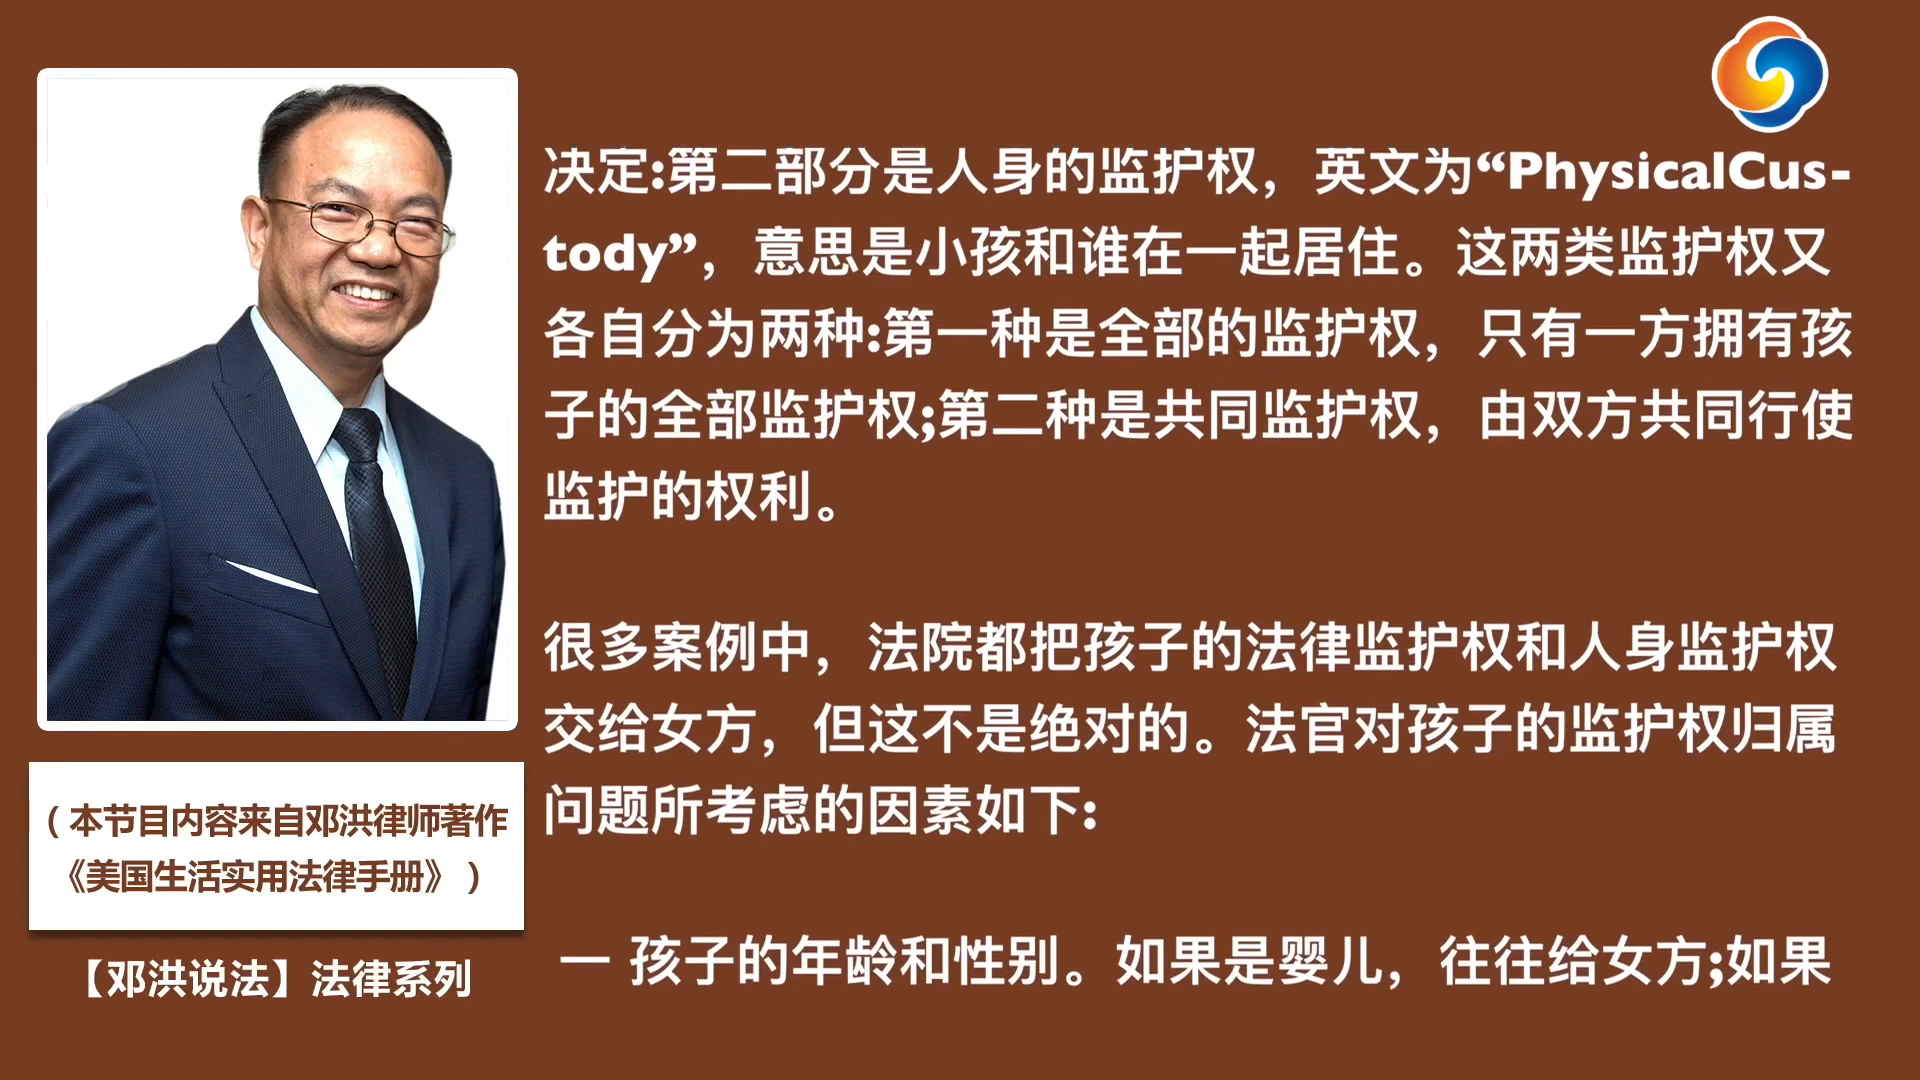 决定:第二部分是人身的监护权，英文为“PhysicalCus-
tody”，意思是小孩和谁在一起居住。这两类监护权又
各自分为两种:第一种是全部的监护权，只有一方拥有孩
子的全部监护权;第二种是共同监护权，由双方共同行使
监护的权利。
很多案例中，法院都把孩子的法律监护权和人身监护权
交给女方，但这不是绝对的。法官对孩子的监护权归属
问题所考虑的因素如下:
一 孩子的年龄和性别。如果是婴儿，往往给女方;如果
（本节目内容来自邓洪律师著作
《美国生活实用法律手册》）
【邓洪说法】法律系列